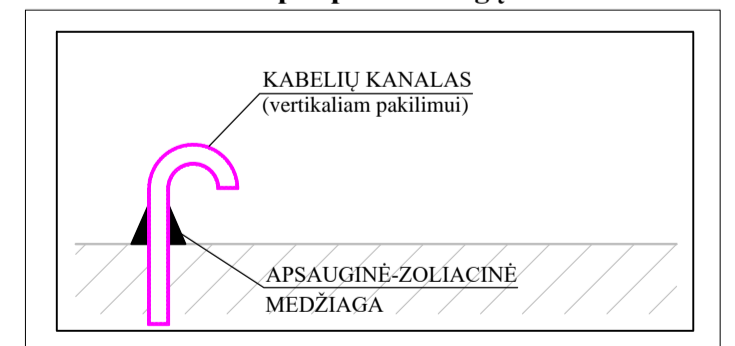 KABELIŲ KANALAS
(vertikaliam pakilimui)
APSAUGINĖ-ZOLIACINĖ
MEDŽIAGA